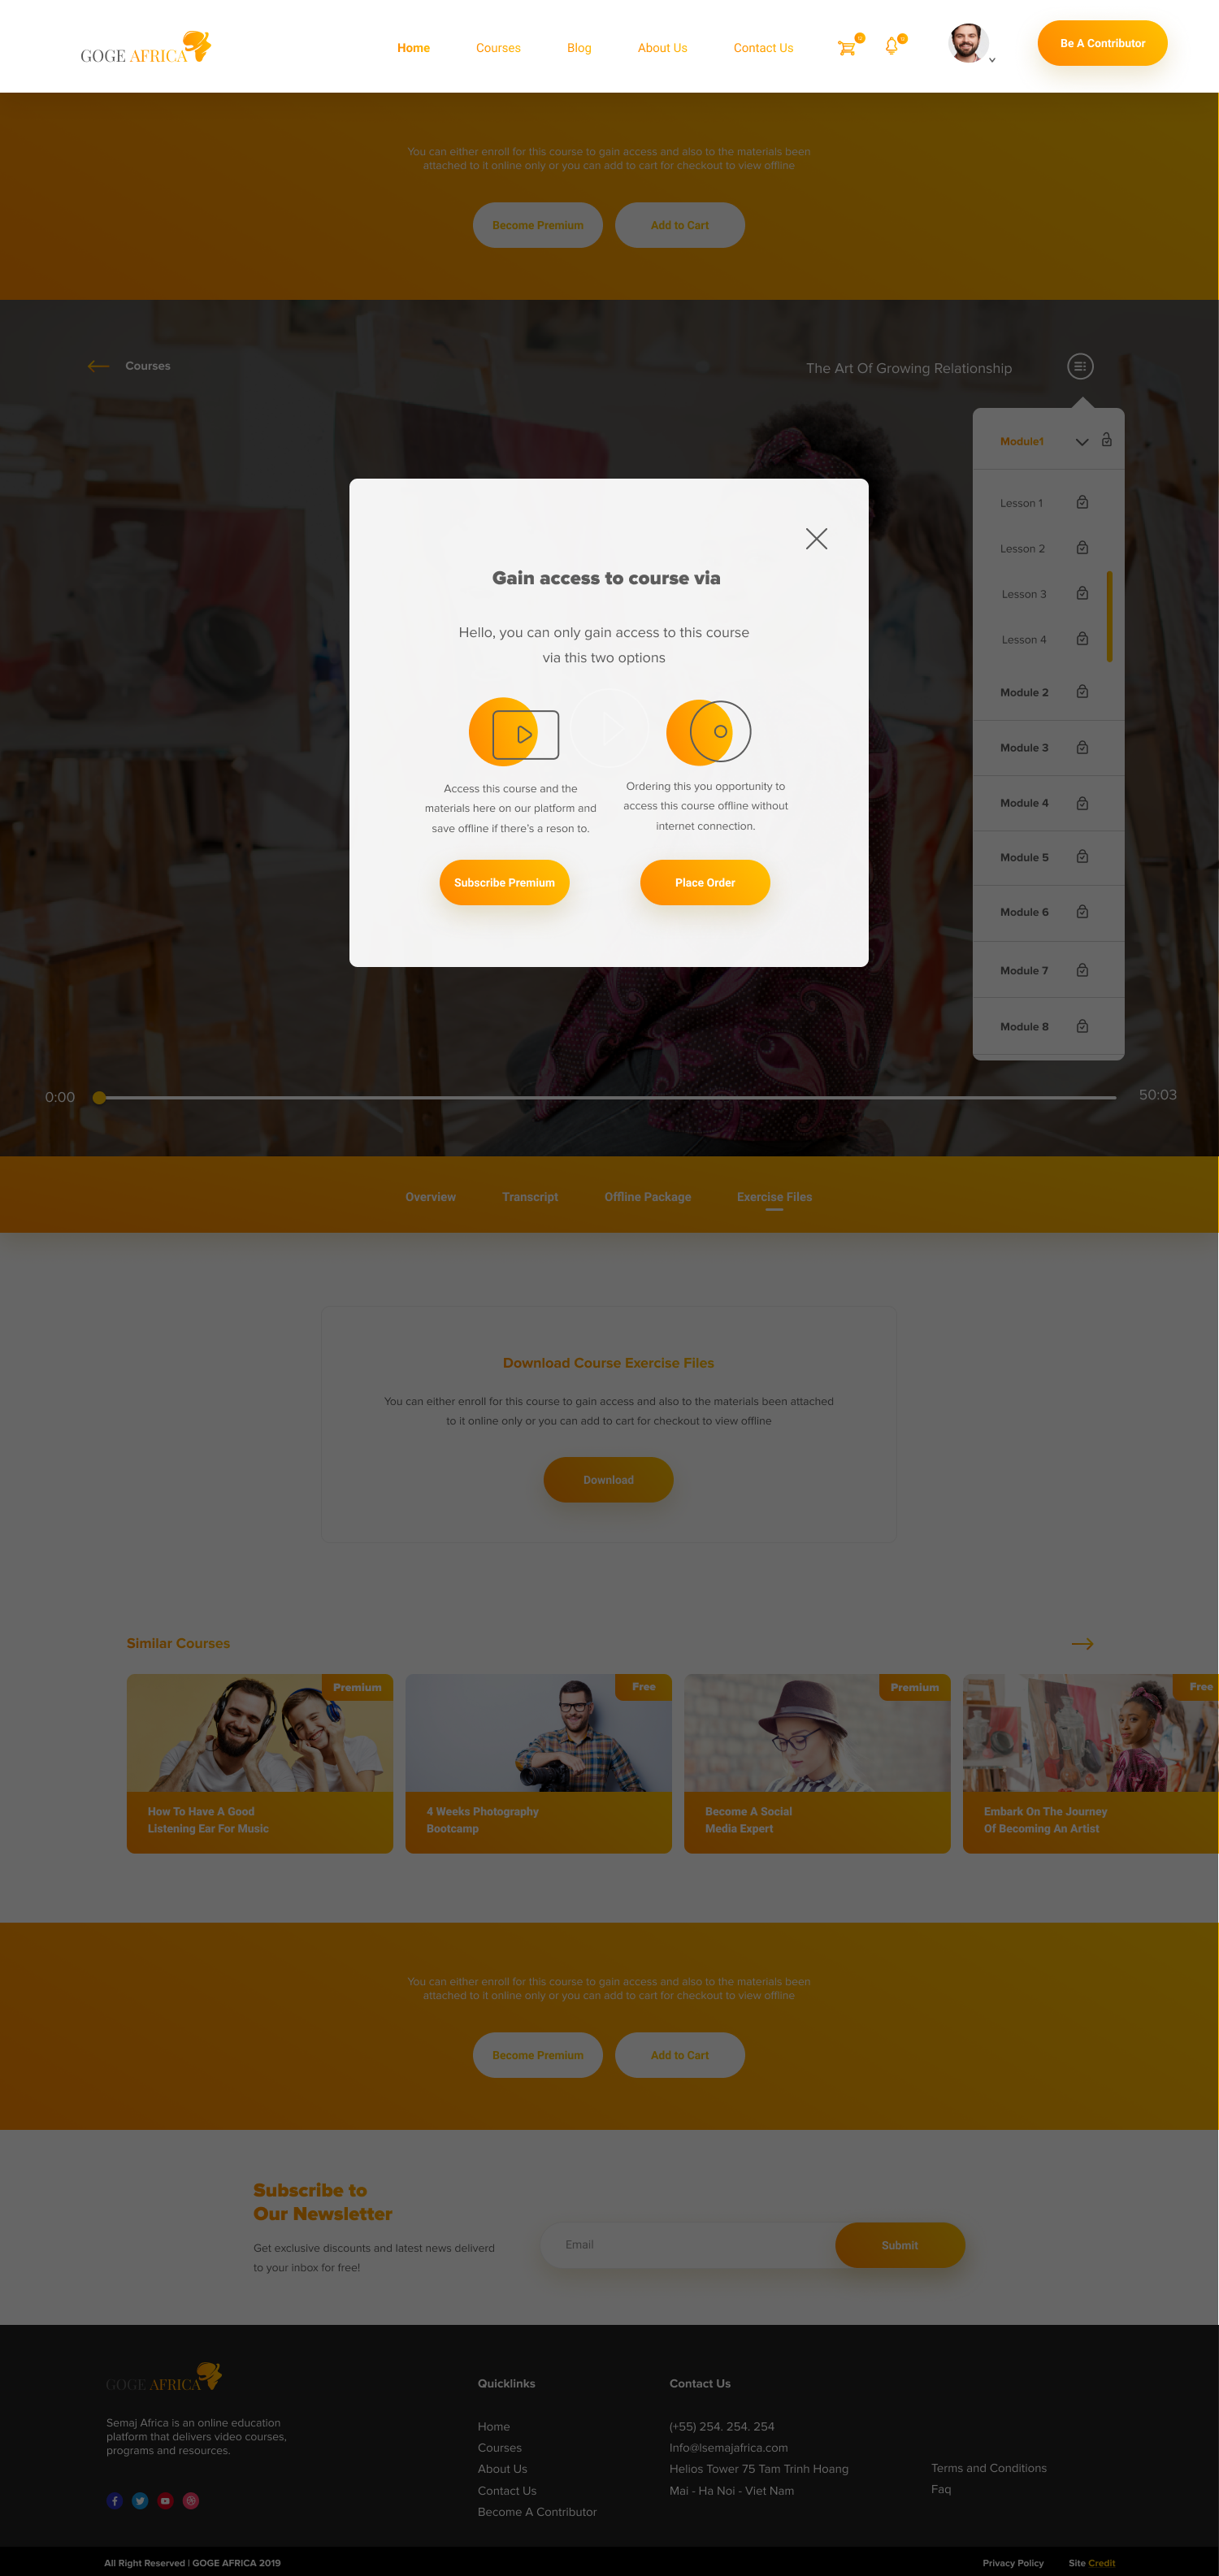 GOGE AFRICA
Home
Courses
Blog
About Us
Contact Us
Be A Contributor
You can either enroll for this course to gain access and also to the materials been
attached to it online only or you can add to cart for checkout to view offline
Become Premium
Add to Cart
Courses
The Art Of Growing Relationship
Module1
Lesson 1
Lesson 2
Lesson 3
Lesson 4
Module 2
Module 3
Module 4
Module 5
Module 6
Module 7
Module 8
Gain access to course via
Hello, you can only gain access to this course
via this two options
Access this course and the
materials here on our platform and
save offline if there's a reson to.
Subscribe Premium
Ordering this you opportunity to
access this course offline without
internet connection.
Place Order
0:00
50:03
Overview
Transcript
Offline Package
Exercise Files
Download Course Exercise Files
You can either enroll for this course to gain access and also to the materials been attached
to it online only or you can add to cart for checkout to view offline
Download
Similar Courses
Premium
How To Have A Good
Listening Ear For Music
Free
4 Weeks Photography
Bootcamp
Premium
Become A Social
Media Expert
Free
Embark On The Journey
Of Becoming An Artist
You can either enroll for this course to gain access and also to the materials been
attached to it online only or you can add to cart for checkout to view offline
Become Premium
Add to Cart
Subscribe to
Our Newsletter
Get exclusive discounts and latest news deliverd
to your inbox for free!
Email
Submit
GOGE AFRICA
Semaj Africa is an online education
platform that delivers video courses,
programs and resources.
Quicklinks
Home
Courses
About Us
Contact Us
Become A Contributor
Contact Us
(+55) 254. 254. 254
Info@lsemajafrica.com
Helios Tower 75 Tam Trinh Hoang
Mai - Ha Noi - Viet Nam
Terms and Conditions
Faq
All Right Reserved | GOGE AFRICA 2019
Privacy Policy
Site Credit